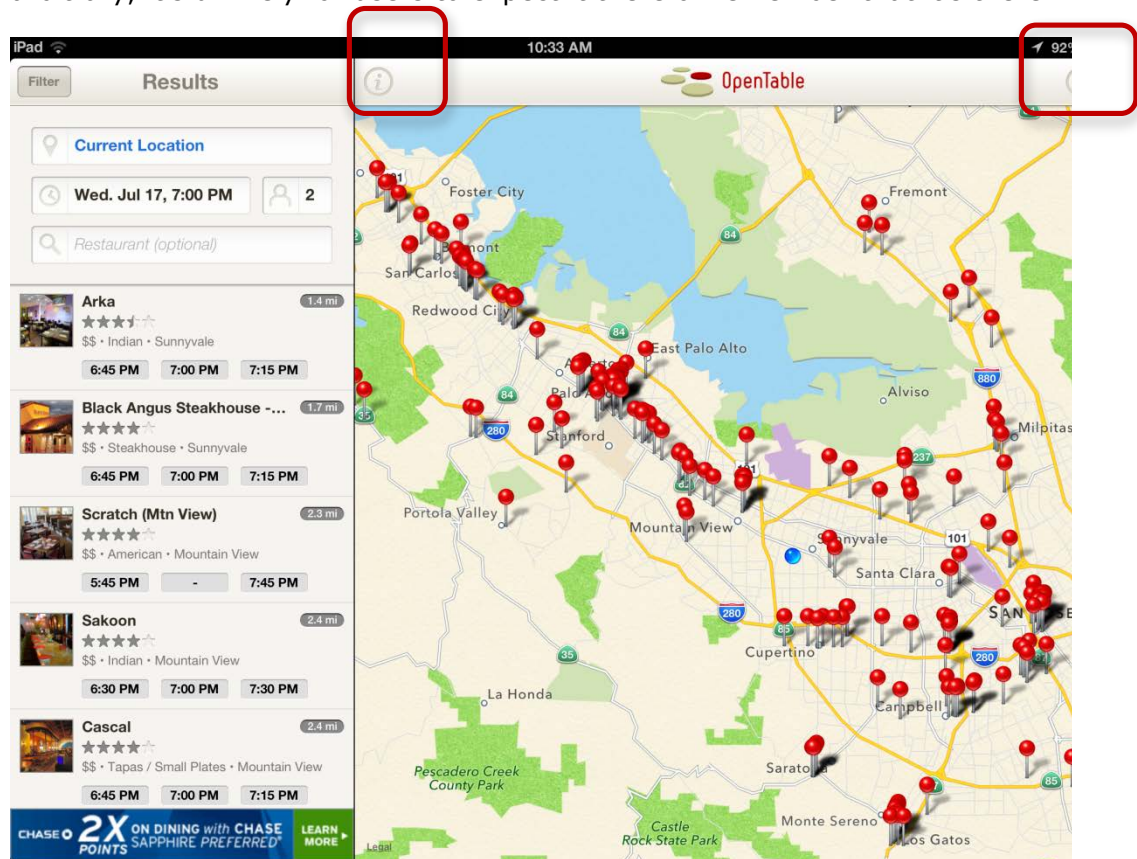 iPad 10:33 AM 92%
Filter Results OpenTable
Current Location
Wed. Jul 17, 7:00 PM 2
Restaurant (optional)
Arka 1.4 mi
$$ • Indian • Sunnyvale
6:45 PM 7:00 PM 7:15 PM
Black Angus Steakhouse -... 1.7 mi
$$ • Steakhouse • Sunnyvale
6:45 PM 7:00 PM 7:15 PM
Scratch (Mtn View) 2.3 mi
$$ • American • Mountain View
5:45 PM - 7:45 PM
Sakoon 2.4 mi
$$ • Indian • Mountain View
6:30 PM 7:00 PM 7:30 PM
Cascal 2.4 mi
$$ • Tapas / Small Plates • Mountain View
6:45 PM 7:00 PM 7:15 PM
CHASE 2X POINTS ON DINING with CHASE SAPPHIRE PREFERRED® LEARN MORE
Foster City
Fremont
84
San Carlos
Redwood City
84
East Palo Alto
880
84
Alviso
280
Stanford
Milpitas
237
101
Portola Valley
Mountain View
101
Santa Clara
280
85
Cupertino
35
280
La Honda
Campbell
Pescadero Creek
County Park
85
Monte Sereno
Castle
Rock State Park
Los Gatos
Legal